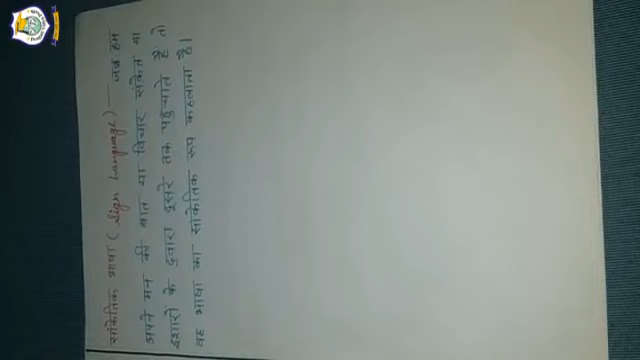 सांकेतिक भाषा ( Sign Language) — जब हम
अपने मन की बात या विचार संकेत या
इशारों के द्वारा दूसरे तक पहुंचाते हैं तो
वह भाषा का सांकेतिक रूप कहलाता है।